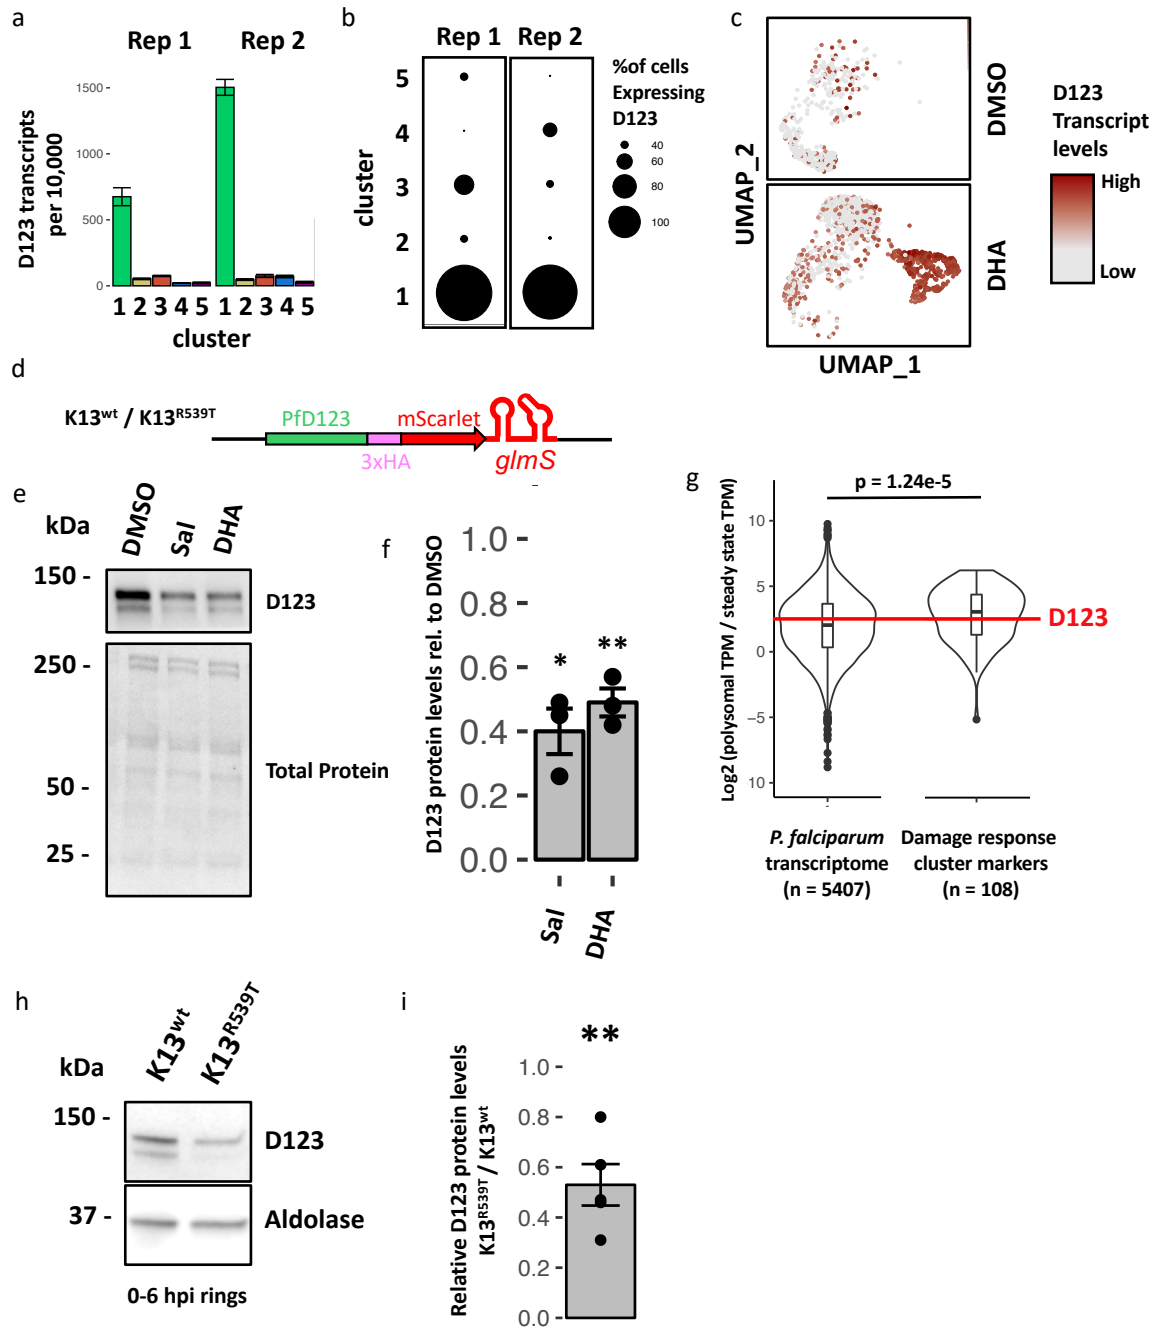 a
Rep 1
Rep 2
D123 transcripts
per 10,000
1500
1000
500
0
1 2 3 4 5 1 2 3 4 5
cluster
b
Rep 1 Rep 2
5
4
3
2
1
cluster
%of cells
Expressing
D123
40
60
80
100
c
DMSO
DHA
UMAP_2
UMAP_1
D123
Transcript
levels
High
Low
d
K13wt / K13R539T
PfD123
3xHA
mScarlet
glmS
e
kDa
DMSO
Sal
DHA
150 -
D123
250 -
50 -
25 -
Total Protein
f
D123 protein levels rel. to DMSO
1.0
0.8
0.6
0.4
0.2
0.0
*
**
Sal
DHA
g
p = 1.24e-5
Log2 (polysomal TPM / steady state TPM)
10
5
0
−5
10
D123
P. falciparum
transcriptome
(n = 5407)
Damage response
cluster markers
(n = 108)
h
kDa
K13wt
K13R539T
150 -
D123
37 -
Aldolase
0-6 hpi rings
i
Relative D123 protein levels
K13R539T / K13wt
**
1.0
0.8
0.6
0.4
0.2
0.0